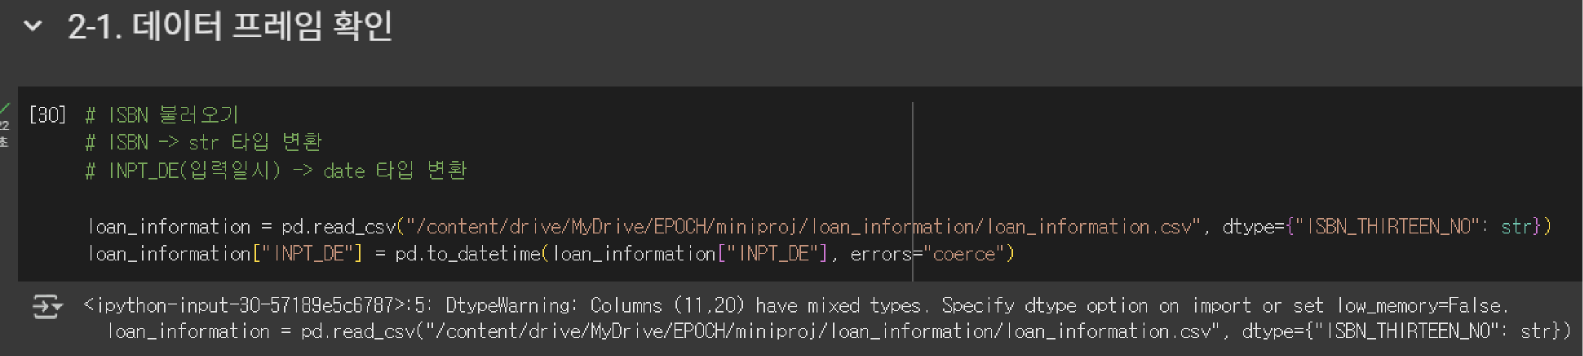 2-1. 데이터 프레임 확인
[30] # ISBN 불러오기
22
초
# ISBN -> str 타입 변환
# INPT_DE(입력일시) -> date 타입 변환
loan_information = pd.read_csv("/content/drive/MyDrive/EPOCH/miniproj/loan_information/loan_information.csv", dtype={"ISBN_THIRTEEN_NO": str})
loan_information["INPT_DE"] = pd.to_datetime(loan_information["INPT_DE"], errors="coerce")
<ipython-input-30-57189e5c6787>:5: DtypeWarning: Columns (11,20) have mixed types. Specify dtype option on import or set low_memory=False.
loan_information = pd.read_csv("/content/drive/MyDrive/EPOCH/miniproj/loan_information/loan_information.csv", dtype={"ISBN_THIRTEEN_NO": str})